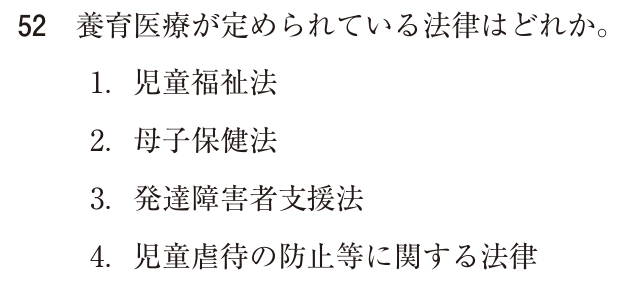 52 養育医療が定められている法律はどれか。
1. 児童福祉法
2. 母子保健法
3. 発達障害者支援法
4. 児童虐待の防止等に関する法律